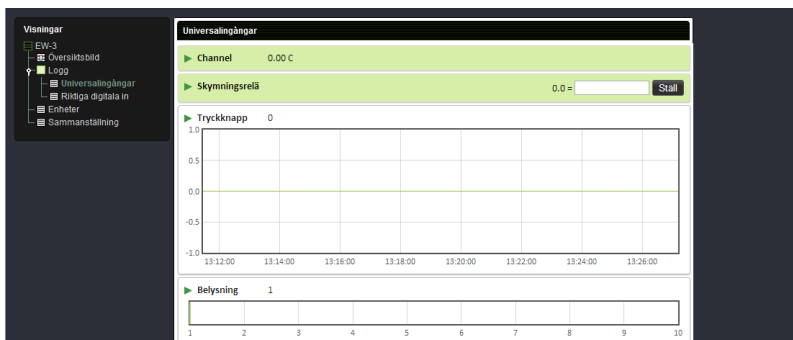 Visningar
EW-3
Översiktsbild
Logg
Universalingångar
Riktiga digitala in
Enheter
Sammanställning
Universalingångar
Channel 0.00 C
Skymningsrelä 0.0 = Ställ
Tryckknapp 0
1.0
0.5
0.0
-0.5
-1.0
13:12:00 13:14:00 13:16:00 13:18:00 13:20:00 13:22:00 13:24:00 13:26:00
Belysning 1
1 2 3 4 5 6 7 8 9 10